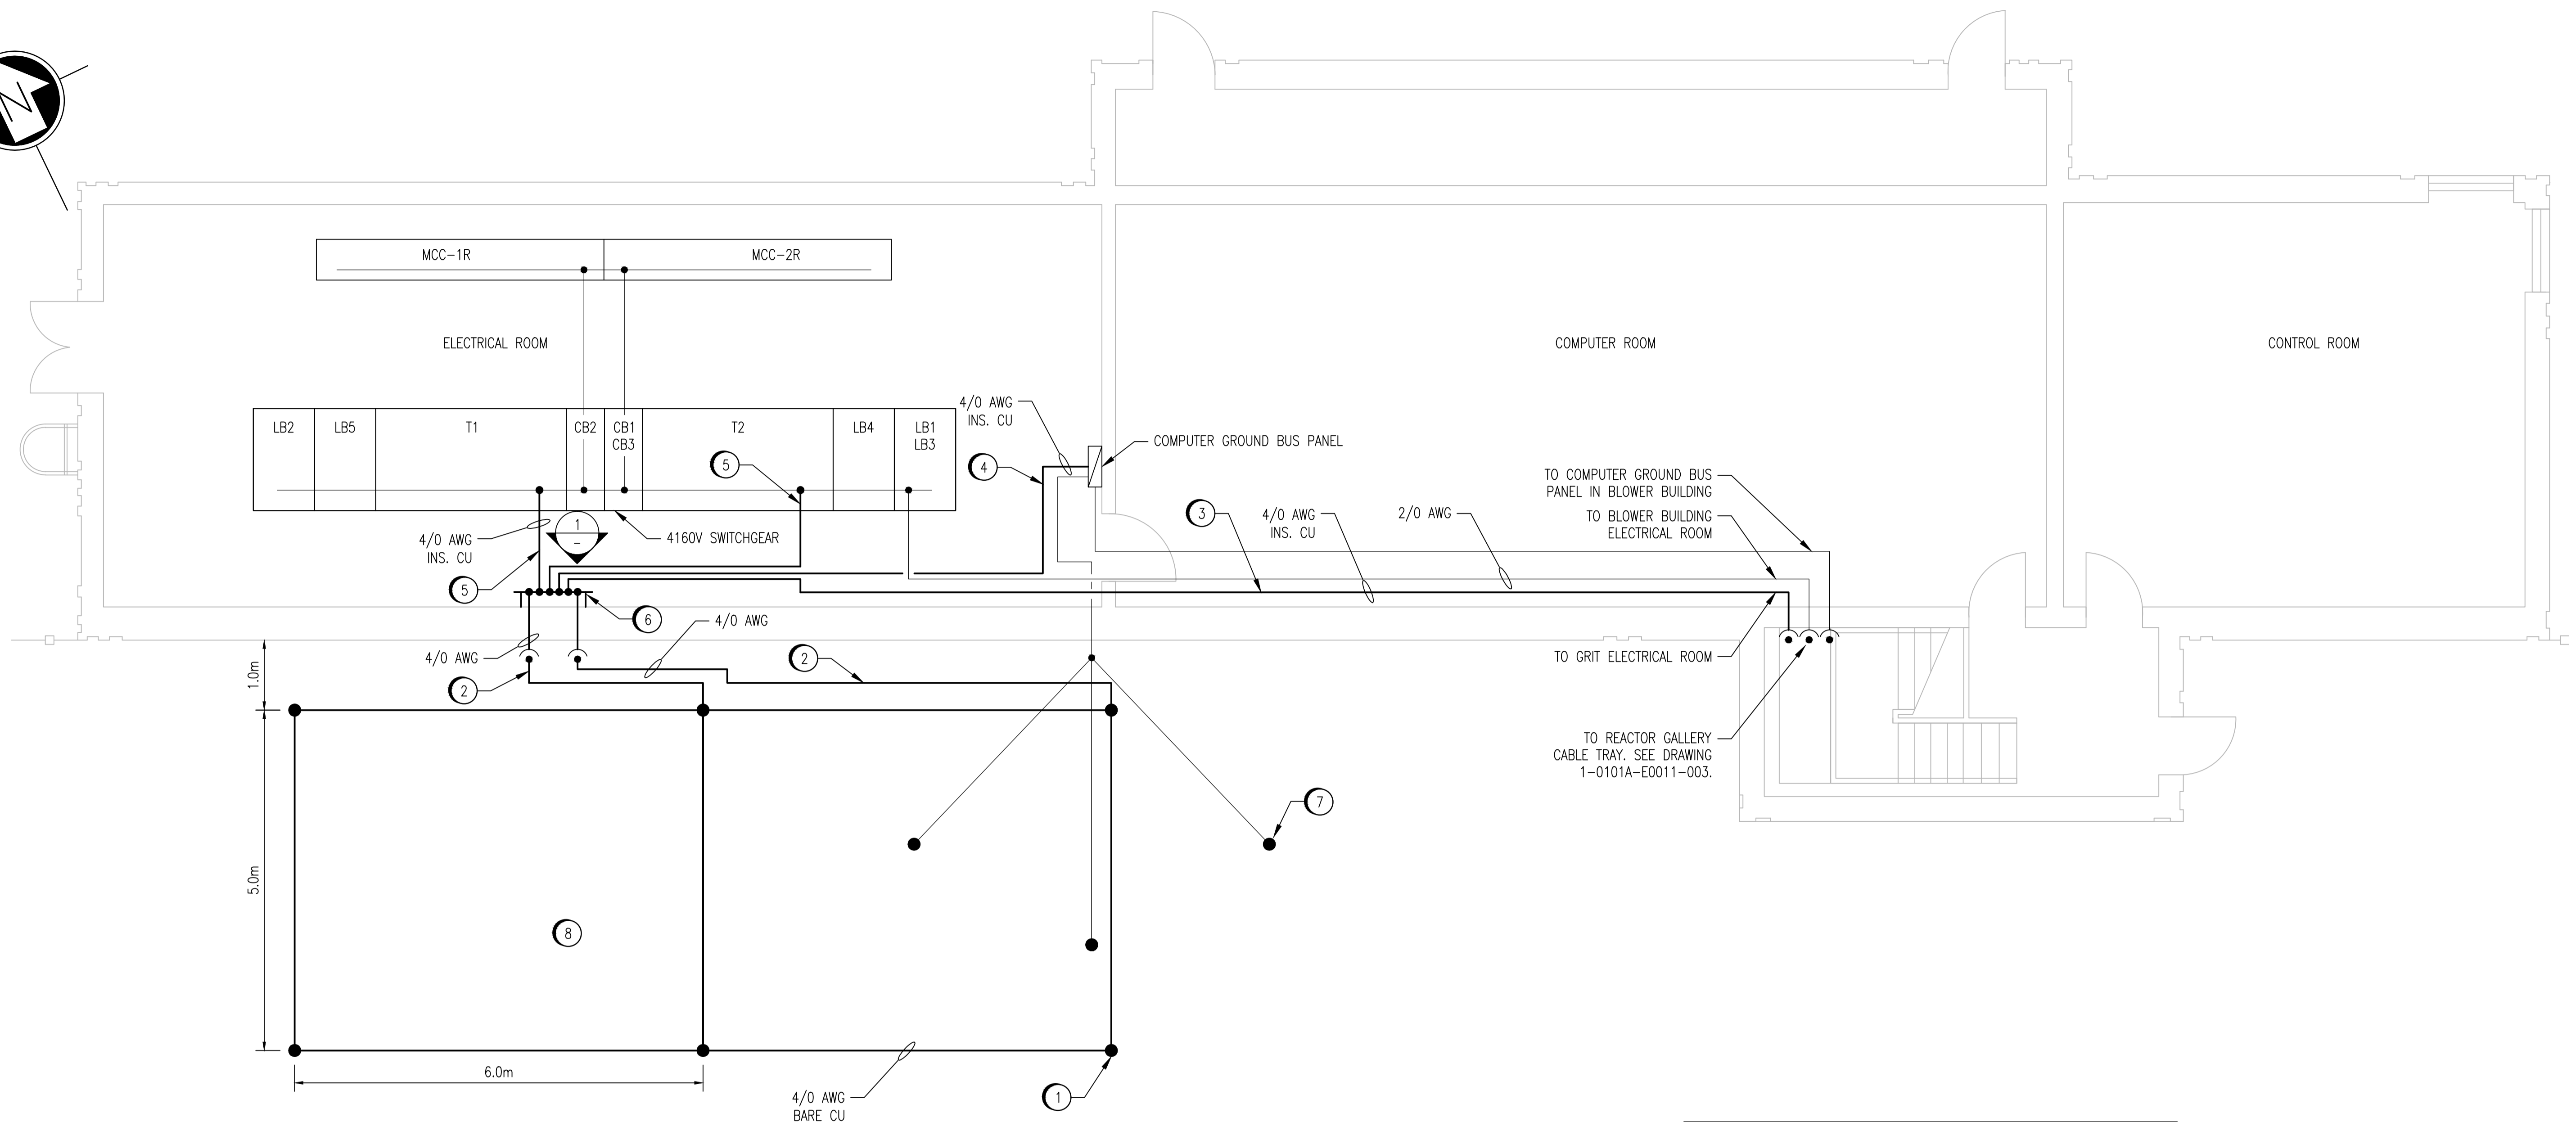 N
MCC-1R
MCC-2R
ELECTRICAL ROOM
COMPUTER ROOM
CONTROL ROOM
LB2
LB5
T1
CB2
CB1
CB3
T2
LB4
LB1
LB3
5
4/0 AWG
INS. CU
4
COMPUTER GROUND BUS PANEL
TO COMPUTER GROUND BUS
PANEL IN BLOWER BUILDING
TO BLOWER BUILDING
ELECTRICAL ROOM
3
4/0 AWG
INS. CU
2/0 AWG
4/0 AWG
INS. CU
1
-
4160V SWITCHGEAR
5
6
4/0 AWG
4/0 AWG
2
2
TO GRIT ELECTRICAL ROOM
1.0m
TO REACTOR GALLERY
CABLE TRAY. SEE DRAWING
1-0101A-E0011-003.
7
5.0m
8
6.0m
4/0 AWG
BARE CU
1